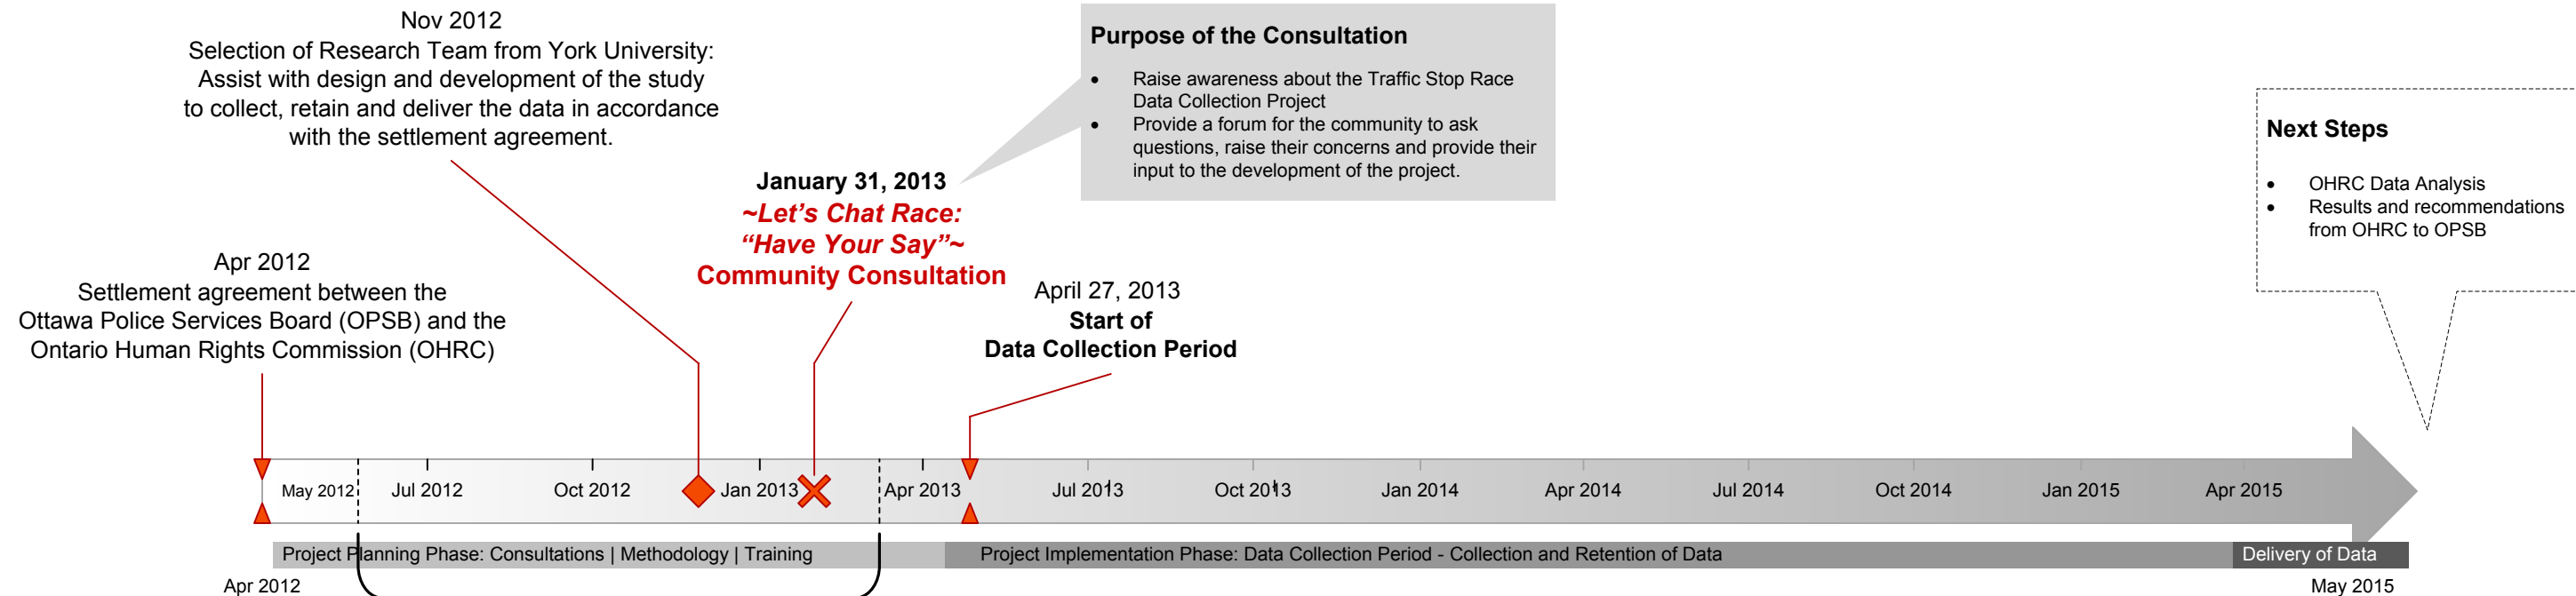 Nov 2012
Selection of Research Team from York University:
Assist with design and development of the study
to collect, retain and deliver the data in accordance
with the settlement agreement.
Purpose of the Consultation
• Raise awareness about the Traffic Stop Race
Data Collection Project
• Provide a forum for the community to ask
questions, raise their concerns and provide their
input to the development of the project.
Next Steps
• OHRC Data Analysis
• Results and recommendations
from OHRC to OPSB
January 31, 2013
~Let’s Chat Race:
“Have Your Say”~
Community Consultation
Apr 2012
Settlement agreement between the
Ottawa Police Services Board (OPSB) and the
Ontario Human Rights Commission (OHRC)
April 27, 2013
Start of
Data Collection Period
May 2012
Jul 2012
Oct 2012
Jan 2013
Apr 2013
Jul 2013
Oct 2013
Jan 2014
Apr 2014
Jul 2014
Oct 2014
Jan 2015
Apr 2015
Project Planning Phase: Consultations | Methodology | Training
Project Implementation Phase: Data Collection Period - Collection and Retention of Data
Delivery of Data
Apr 2012
May 2015